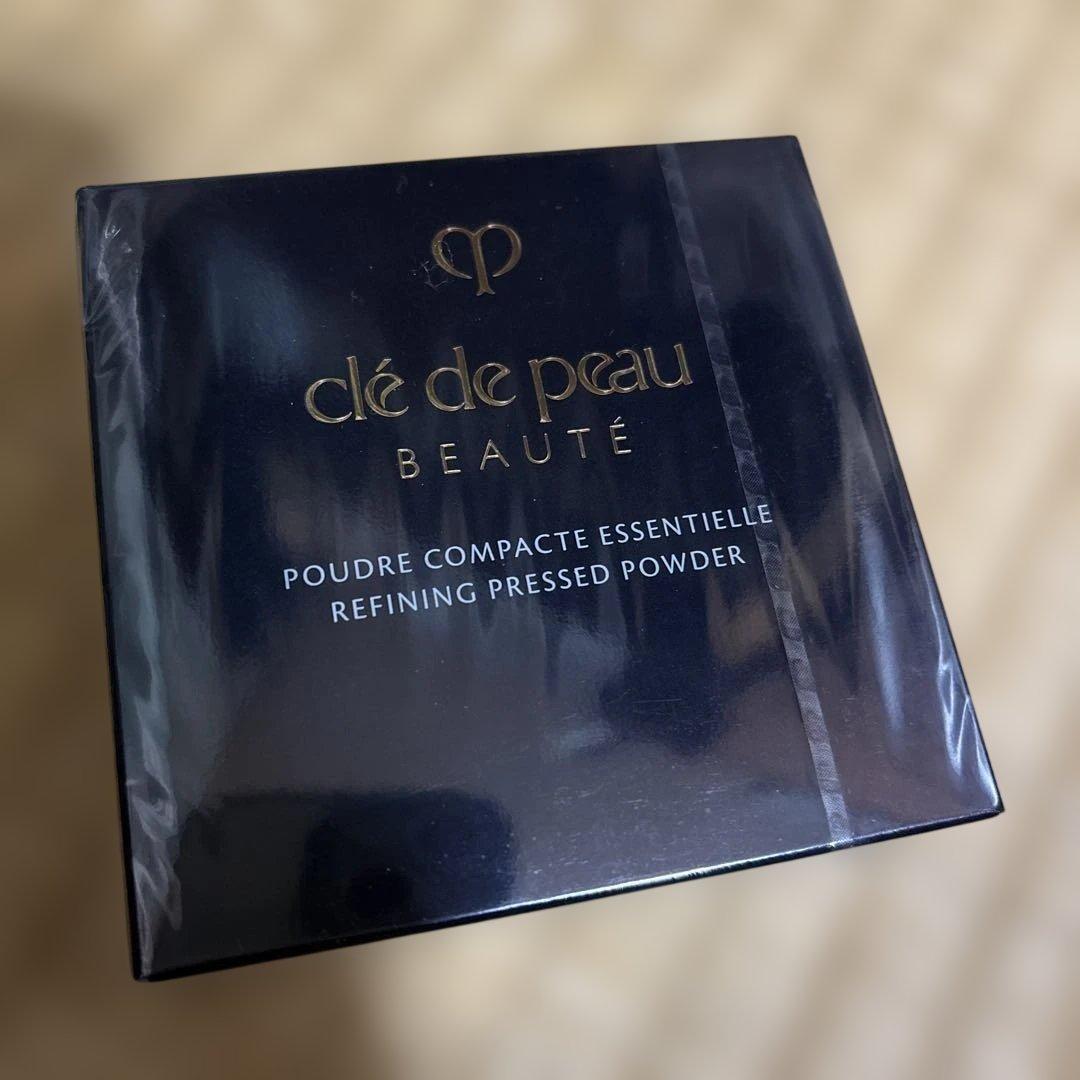 clé de peau
BEAUTÉ
POUDRE COMPACTE ESSENTIELLE
REFINING PRESSED POWDER